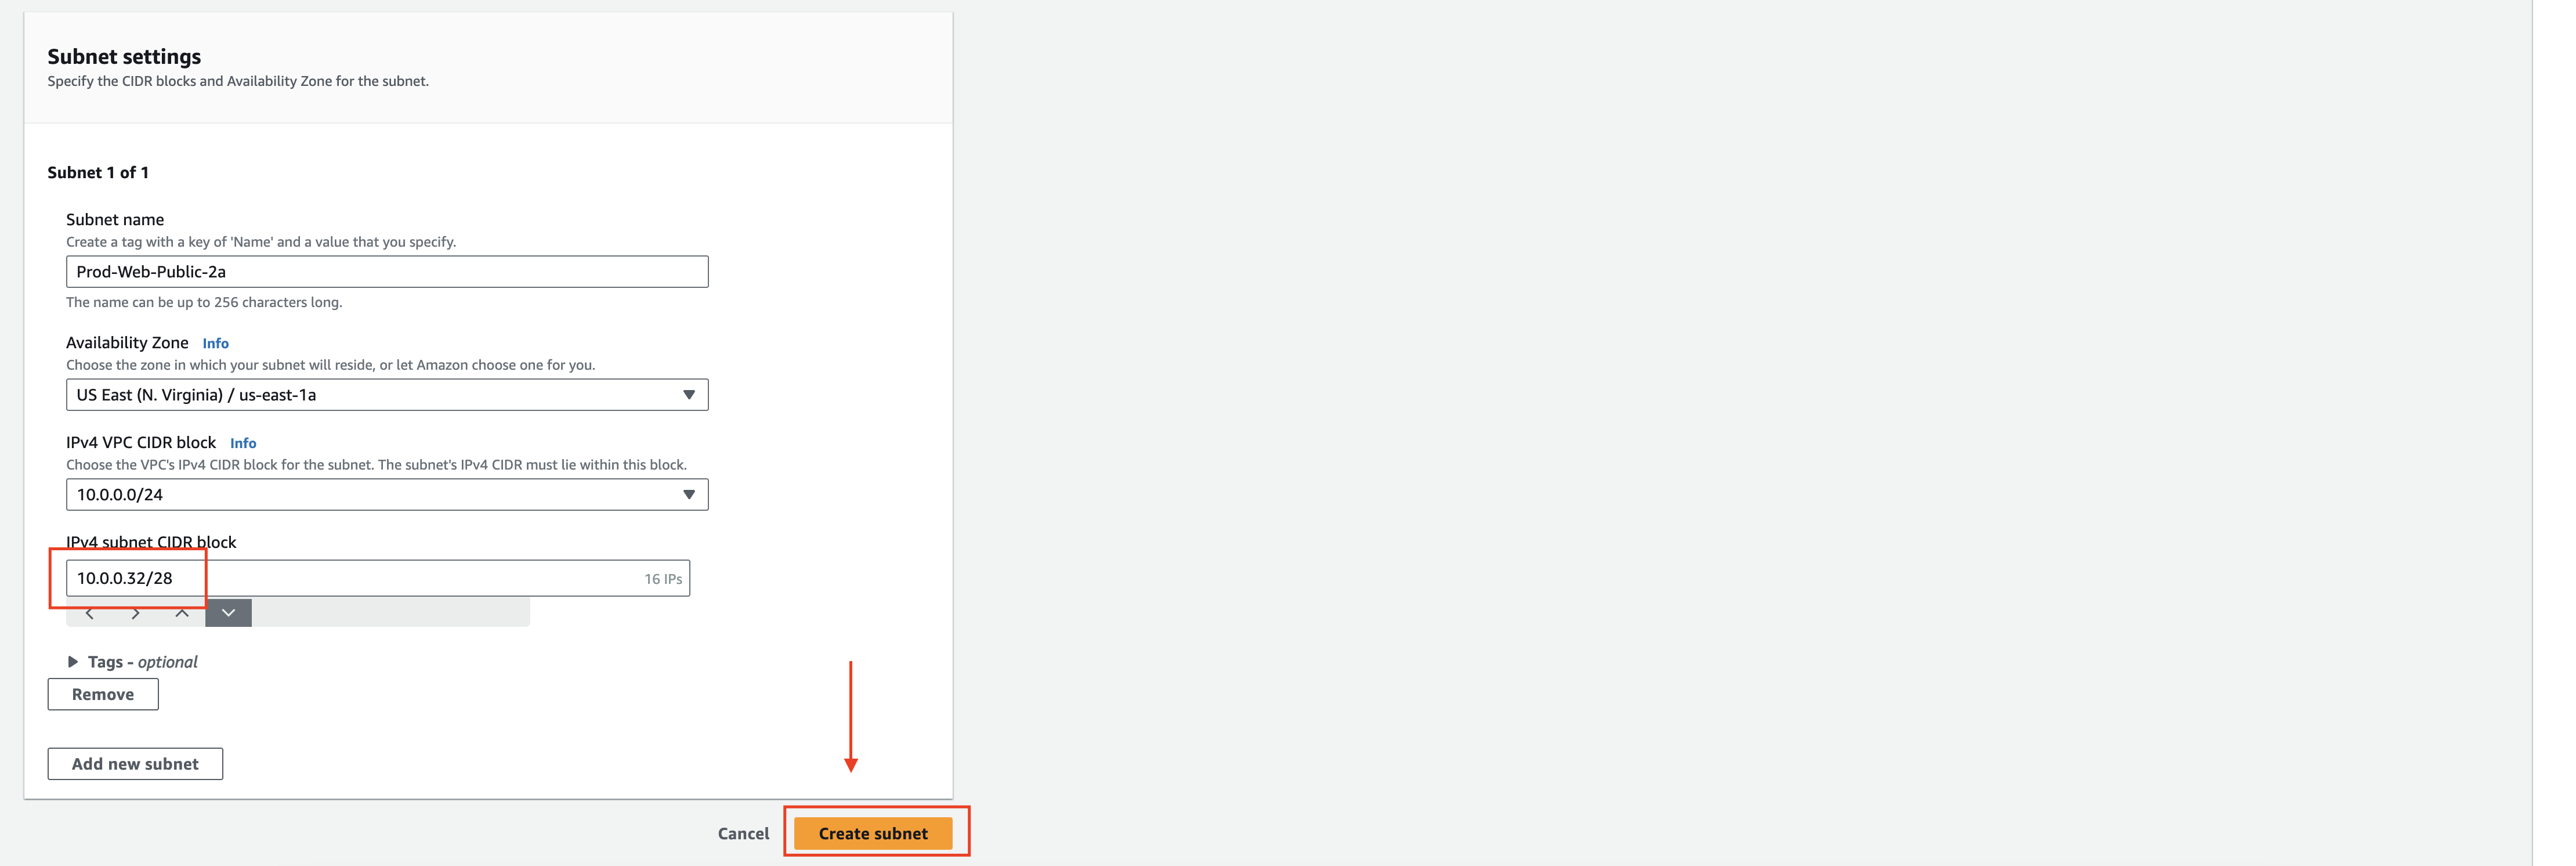 Subnet settings
Specify the CIDR blocks and Availability Zone for the subnet.
Subnet 1 of 1
Subnet name
Create a tag with a key of 'Name' and a value that you specify.
Prod-Web-Public-2a
The name can be up to 256 characters long.
Availability Zone Info
Choose the zone in which your subnet will reside, or let Amazon choose one for you.
US East (N. Virginia) / us-east-1a
IPv4 VPC CIDR block Info
Choose the VPC's IPv4 CIDR block for the subnet. The subnet's IPv4 CIDR must lie within this block.
10.0.0.0/24
IPv4 subnet CIDR block
10.0.0.32/28 16 IPs
Tags - optional
Remove
Add new subnet
Cancel Create subnet